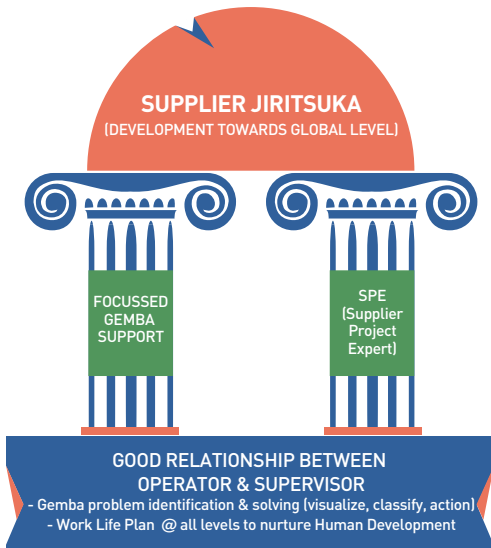 SUPPLIER JIRITSUKA
(DEVELOPMENT TOWARDS GLOBAL LEVEL)
FOCUSSED
GEMBA
SUPPORT
SPE
(Supplier
Project
Expert)
GOOD RELATIONSHIP BETWEEN
OPERATOR & SUPERVISOR
- Gemba problem identification & solving (visualize, classify, action)
- Work Life Plan @ all levels to nurture Human Development